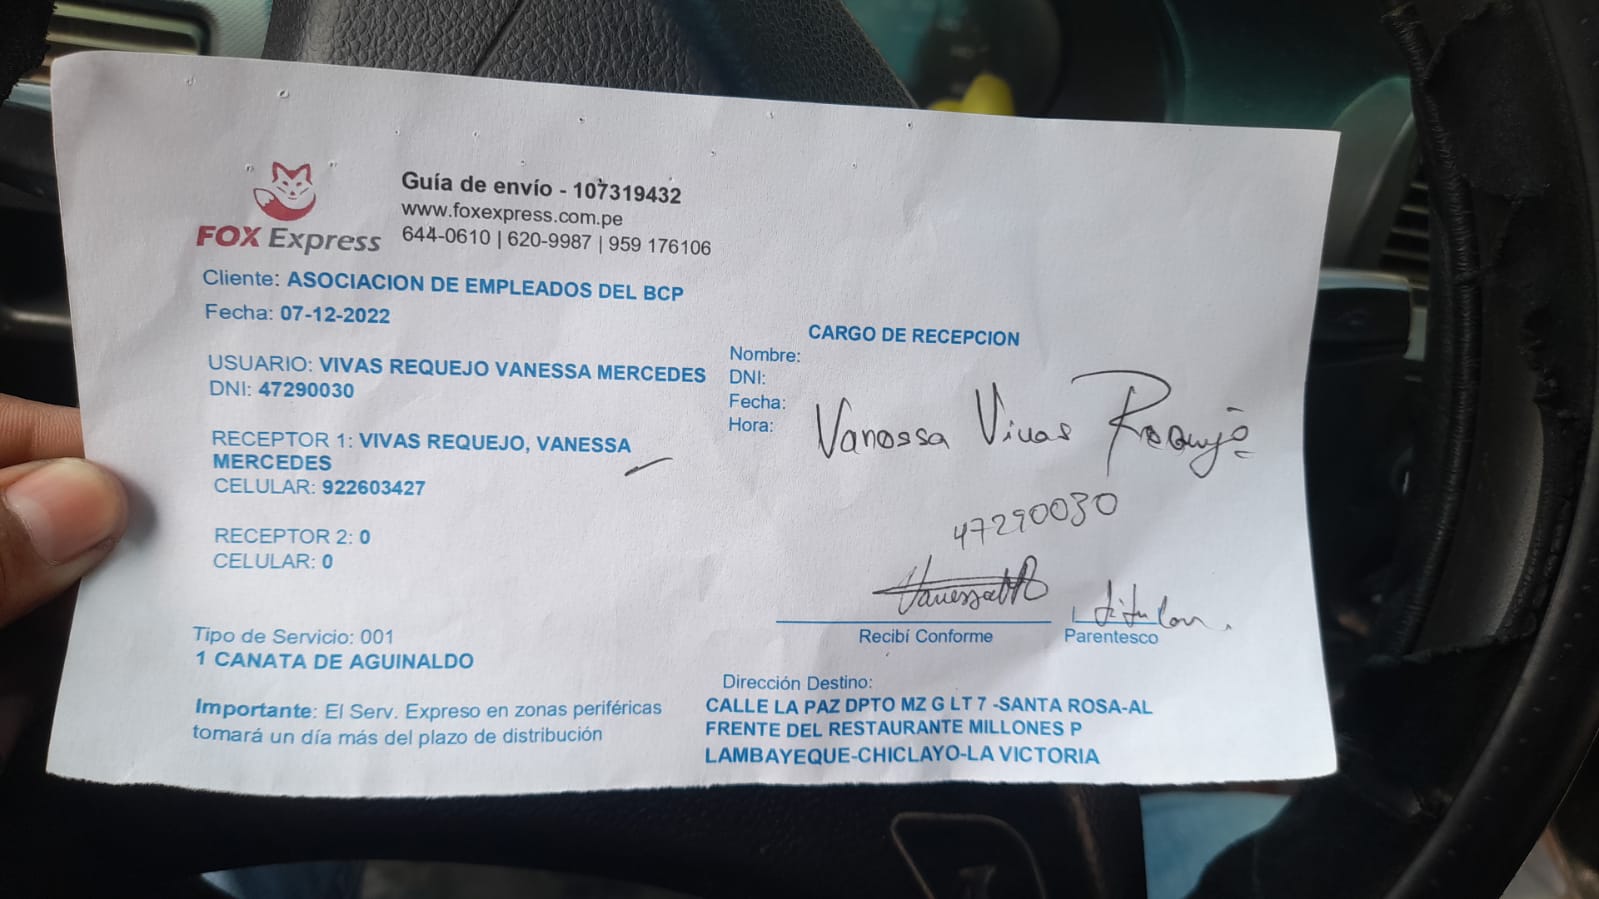 FOX Express
Guía de envío - 107319432
www.foxexpress.com.pe
644-0610 | 620-9987 | 959 176106
Cliente: ASOCIACION DE EMPLEADOS DEL BCP
Fecha: 07-12-2022
USUARIO: VIVAS REQUEJO VANESSA MERCEDES
DNI: 47290030
RECEPTOR 1: VIVAS REQUEJO, VANESSA
MERCEDES
CELULAR: 922603427
RECEPTOR 2: 0
CELULAR: 0
Tipo de Servicio: 001
1 CANATA DE AGUINALDO
Importante: El Serv. Expreso en zonas periféricas
tomará un día más del plazo de distribución
CARGO DE RECEPCION
Nombre:
DNI:
Fecha:
Hora:
Vanessa Vivas Requejo
47290030
titular.
Recibí Conforme
Parentesco
Dirección Destino:
CALLE LA PAZ DPTO MZ G LT 7 -SANTA ROSA-AL
FRENTE DEL RESTAURANTE MILLONES P
LAMBAYEQUE-CHICLAYO-LA VICTORIA